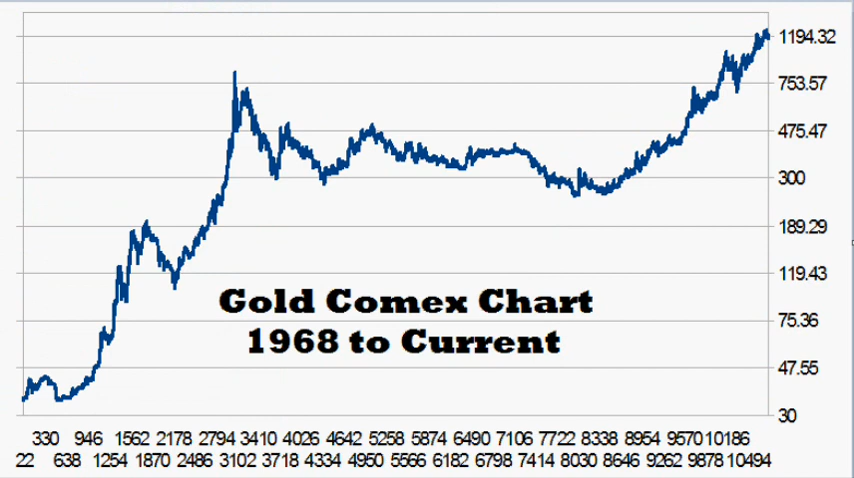 1194.32
753.57
475.47
300
189.29
119.43
Gold Comex Chart
1968 to Current
75.36
47.55
30
330 946 1562 2178 2794 3410 4026 4642 5258 5874 6490 7106 7722 8338 8954 9570 10186
22 638 1254 1870 2486 3102 3718 4334 4950 5566 6182 6798 7414 8030 8646 9262 9878 10494